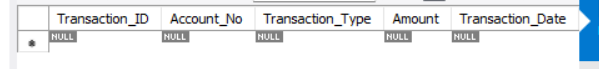 Transaction_ID Account_No Transaction_Type Amount Transaction_Date
NULL NULL NULL NULL NULL